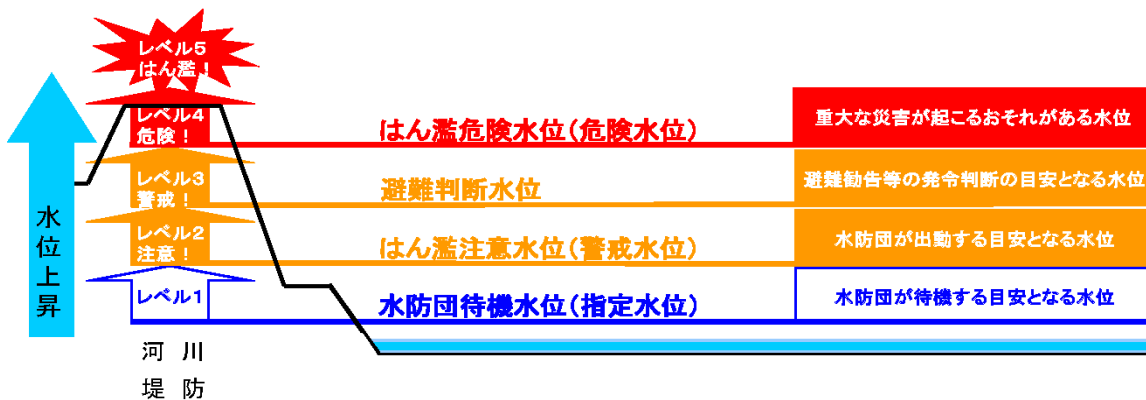 レベル5
はん濫!
レベル4
危険!
はん濫危険水位(危険水位)
重大な災害が起こるおそれがある水位
レベル3
警戒!
避難判断水位
避難勧告等の発令判断の目安となる水位
レベル2
注意!
はん濫注意水位(警戒水位)
水防団が出動する目安となる水位
レベル1
水防団待機水位(指定水位)
水防団が待機する目安となる水位
水位上昇
河川
堤防